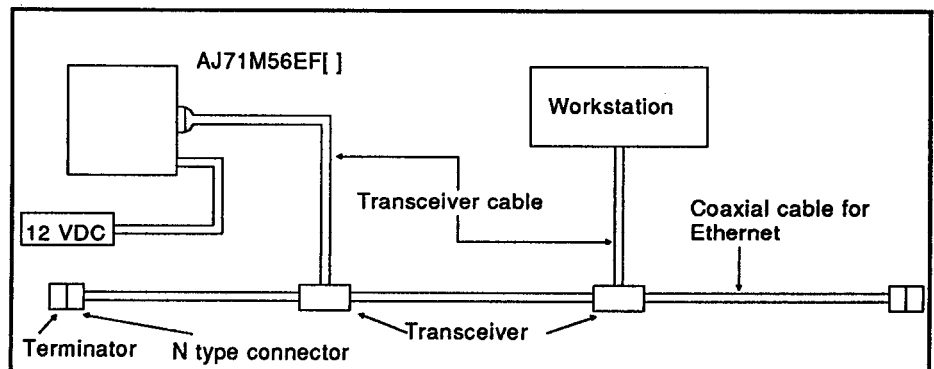 AJ71M56EF[ ]
Workstation
Transceiver cable
Coaxial cable for
Ethernet
12 VDC
Terminator
N type connector
Transceiver